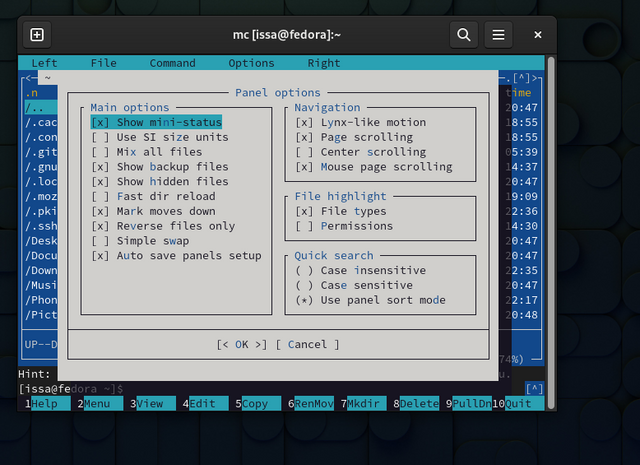 mc [issa@fedora]:~
Left File Command Options Right
<— ~ .[^]>
.n time
Panel options
/.. 20:47
/.cac 18:55
/.con 18:55
/.git 05:39
/.gnu 14:37
/.loc 20:47
/.moz 19:09
/.pki 22:36
/.ssh 14:30
/Desk 20:47
/Docu 20:47
/Down 22:35
/Musi 20:47
/Phon 22:17
/Pict 20:48
Main options
[x] Show mini-status
[ ] Use SI size units
[ ] Mix all files
[x] Show backup files
[x] Show hidden files
[ ] Fast dir reload
[x] Mark moves down
[x] Reverse files only
[ ] Simple swap
[x] Auto save panels setup
Navigation
[x] Lynx-like motion
[x] Page scrolling
[ ] Center scrolling
[x] Mouse page scrolling
File highlight
[x] File types
[ ] Permissions
Quick search
( ) Case insensitive
( ) Case sensitive
(*) Use panel sort mode
[< OK >] [ Cancel ]
UP--D
74%)
Hint: u.
[issa@fedora ~]$ [^]
1Help 2Menu 3View 4Edit 5Copy 6RenMov 7Mkdir 8Delete 9PullDn 10Quit